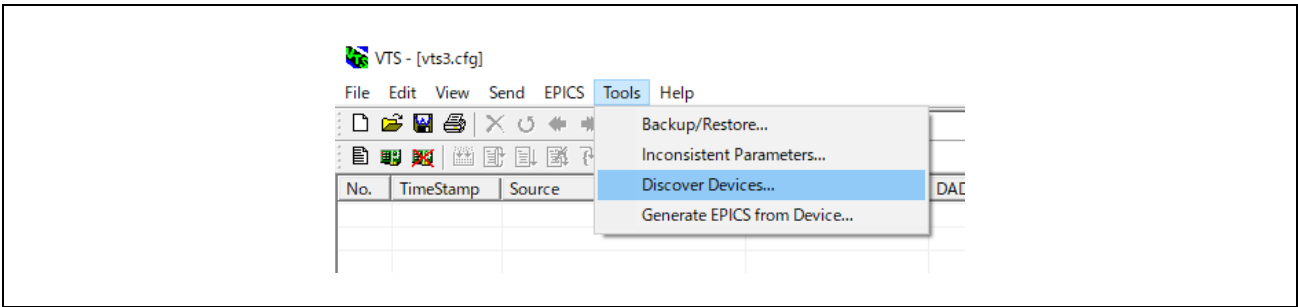 VTS - [vts3.cfg]
File Edit View Send EPICS Tools Help
Backup/Restore...
Inconsistent Parameters...
Discover Devices...
Generate EPICS from Device...
No. TimeStamp Source DAD